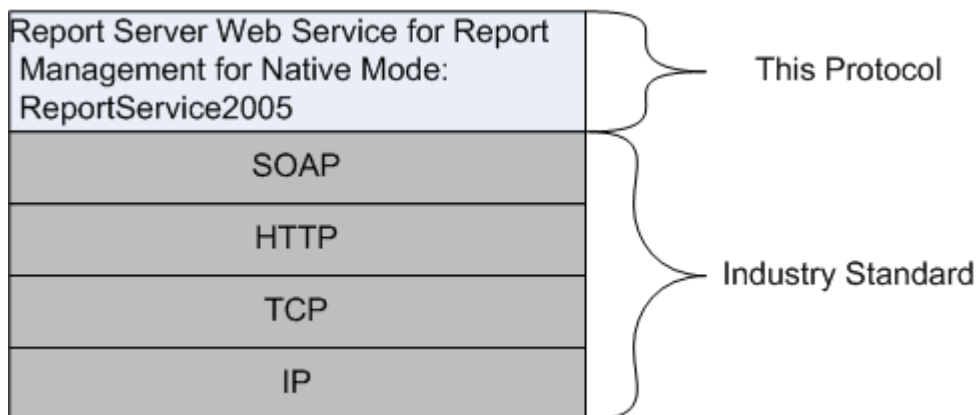 Report Server Web Service for Report
Management for Native Mode:
ReportService2005
This Protocol
SOAP
HTTP
TCP
IP
Industry Standard